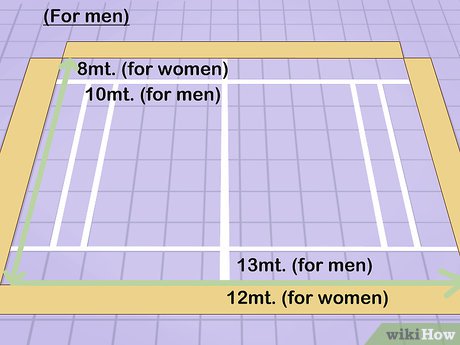 (For men)
8mt. (for women)
10mt. (for men)
13mt. (for men)
12mt. (for women)
wikiHow